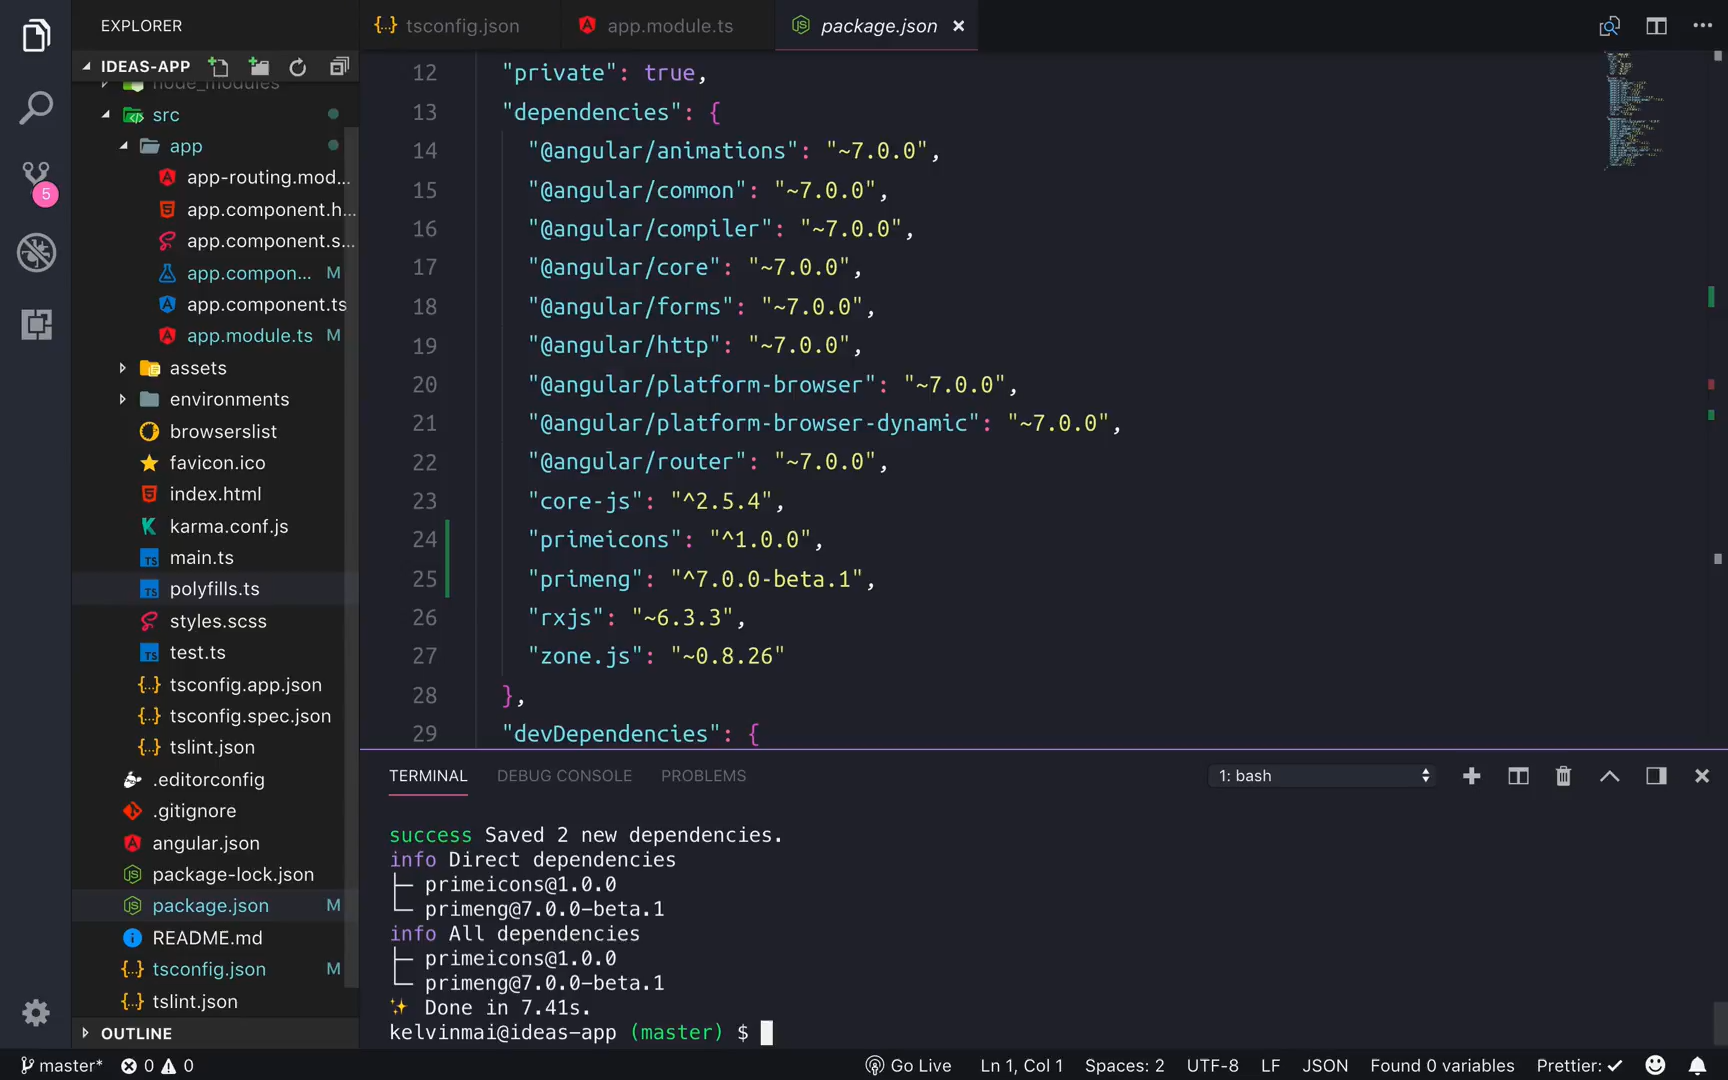 EXPLORER
IDEAS-APP
node_modules
src
app
app-routing.mod...
app.component.h...
app.component.s...
app.compon... M
app.component.ts
app.module.ts M
assets
environments
browserslist
favicon.ico
index.html
karma.conf.js
main.ts
polyfills.ts
styles.scss
test.ts
tsconfig.app.json
tsconfig.spec.json
tslint.json
.editorconfig
.gitignore
angular.json
package-lock.json
package.json M
README.md
tsconfig.json M
tslint.json
OUTLINE
5
tsconfig.json
app.module.ts
package.json
12 "private": true,
13 "dependencies": {
14 "@angular/animations": "~7.0.0",
15 "@angular/common": "~7.0.0",
16 "@angular/compiler": "~7.0.0",
17 "@angular/core": "~7.0.0",
18 "@angular/forms": "~7.0.0",
19 "@angular/http": "~7.0.0",
20 "@angular/platform-browser": "~7.0.0",
21 "@angular/platform-browser-dynamic": "~7.0.0",
22 "@angular/router": "~7.0.0",
23 "core-js": "^2.5.4",
24 "primeicons": "^1.0.0",
25 "primeng": "^7.0.0-beta.1",
26 "rxjs": "~6.3.3",
27 "zone.js": "~0.8.26"
28 },
29 "devDependencies": {
TERMINAL DEBUG CONSOLE PROBLEMS 1: bash
success Saved 2 new dependencies.
info Direct dependencies
├─ primeicons@1.0.0
└─ primeng@7.0.0-beta.1
info All dependencies
├─ primeicons@1.0.0
└─ primeng@7.0.0-beta.1
✨ Done in 7.41s.
kelvinmai@ideas-app (master) $
master* 0 0 Go Live Ln 1, Col 1 Spaces: 2 UTF-8 LF JSON Found 0 variables Prettier: ✓